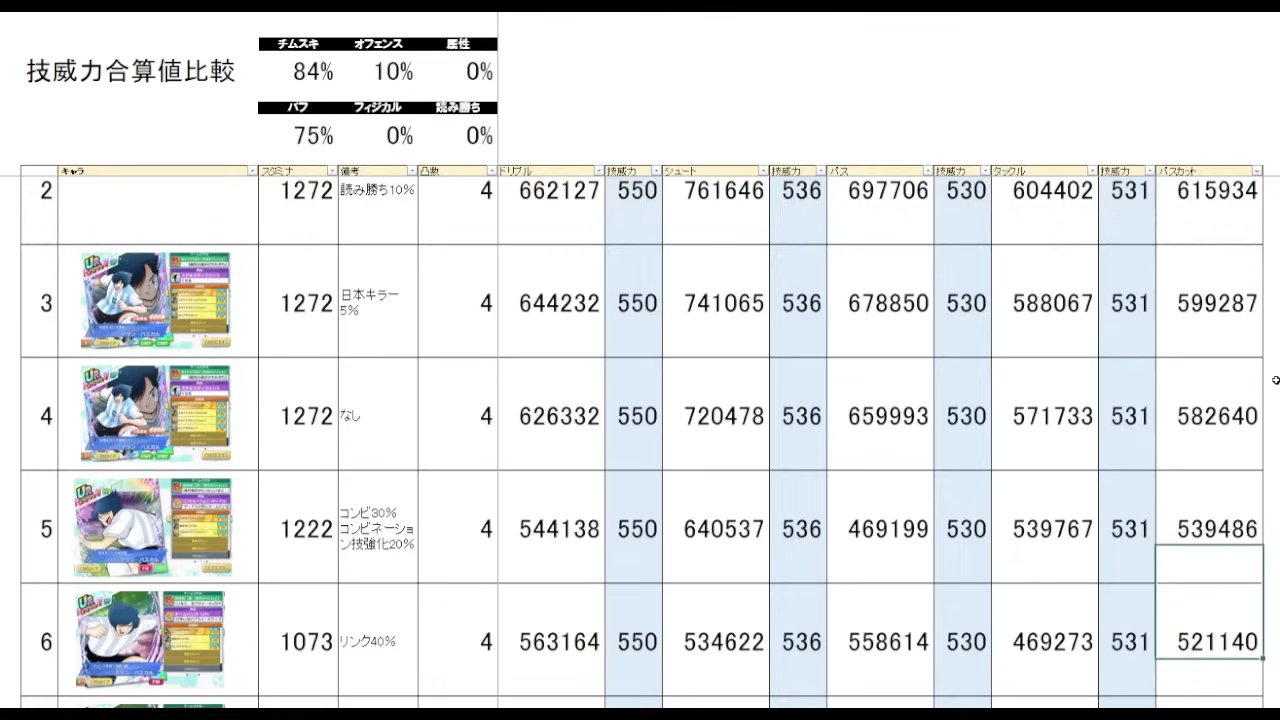 チムスキ オフェンス 属性
技威力合算値比較 84% 10% 0%
バフ フィジカル 読み勝ち
75% 0% 0%
キャラ スタミナ 備考 凸数 ドリブル 技威力 シュート 技威力 パス 技威力 タックル 技威力 パスカット
2 1272 読み勝ち10% 4 662127 550 761646 536 697706 530 604402 531 615934
3 1272 日本キラー 4 644232 550 741065 536 678850 530 588067 531 599287
5%
4 1272 なし 4 626332 550 720478 536 659993 530 571733 531 582640
コンビ30%
5 1222 コンビネーショ 4 544138 550 640537 536 469199 530 539767 531 539486
ン技強化20%
6 1073 リンク40% 4 563164 550 534622 536 558614 530 469273 531 521140